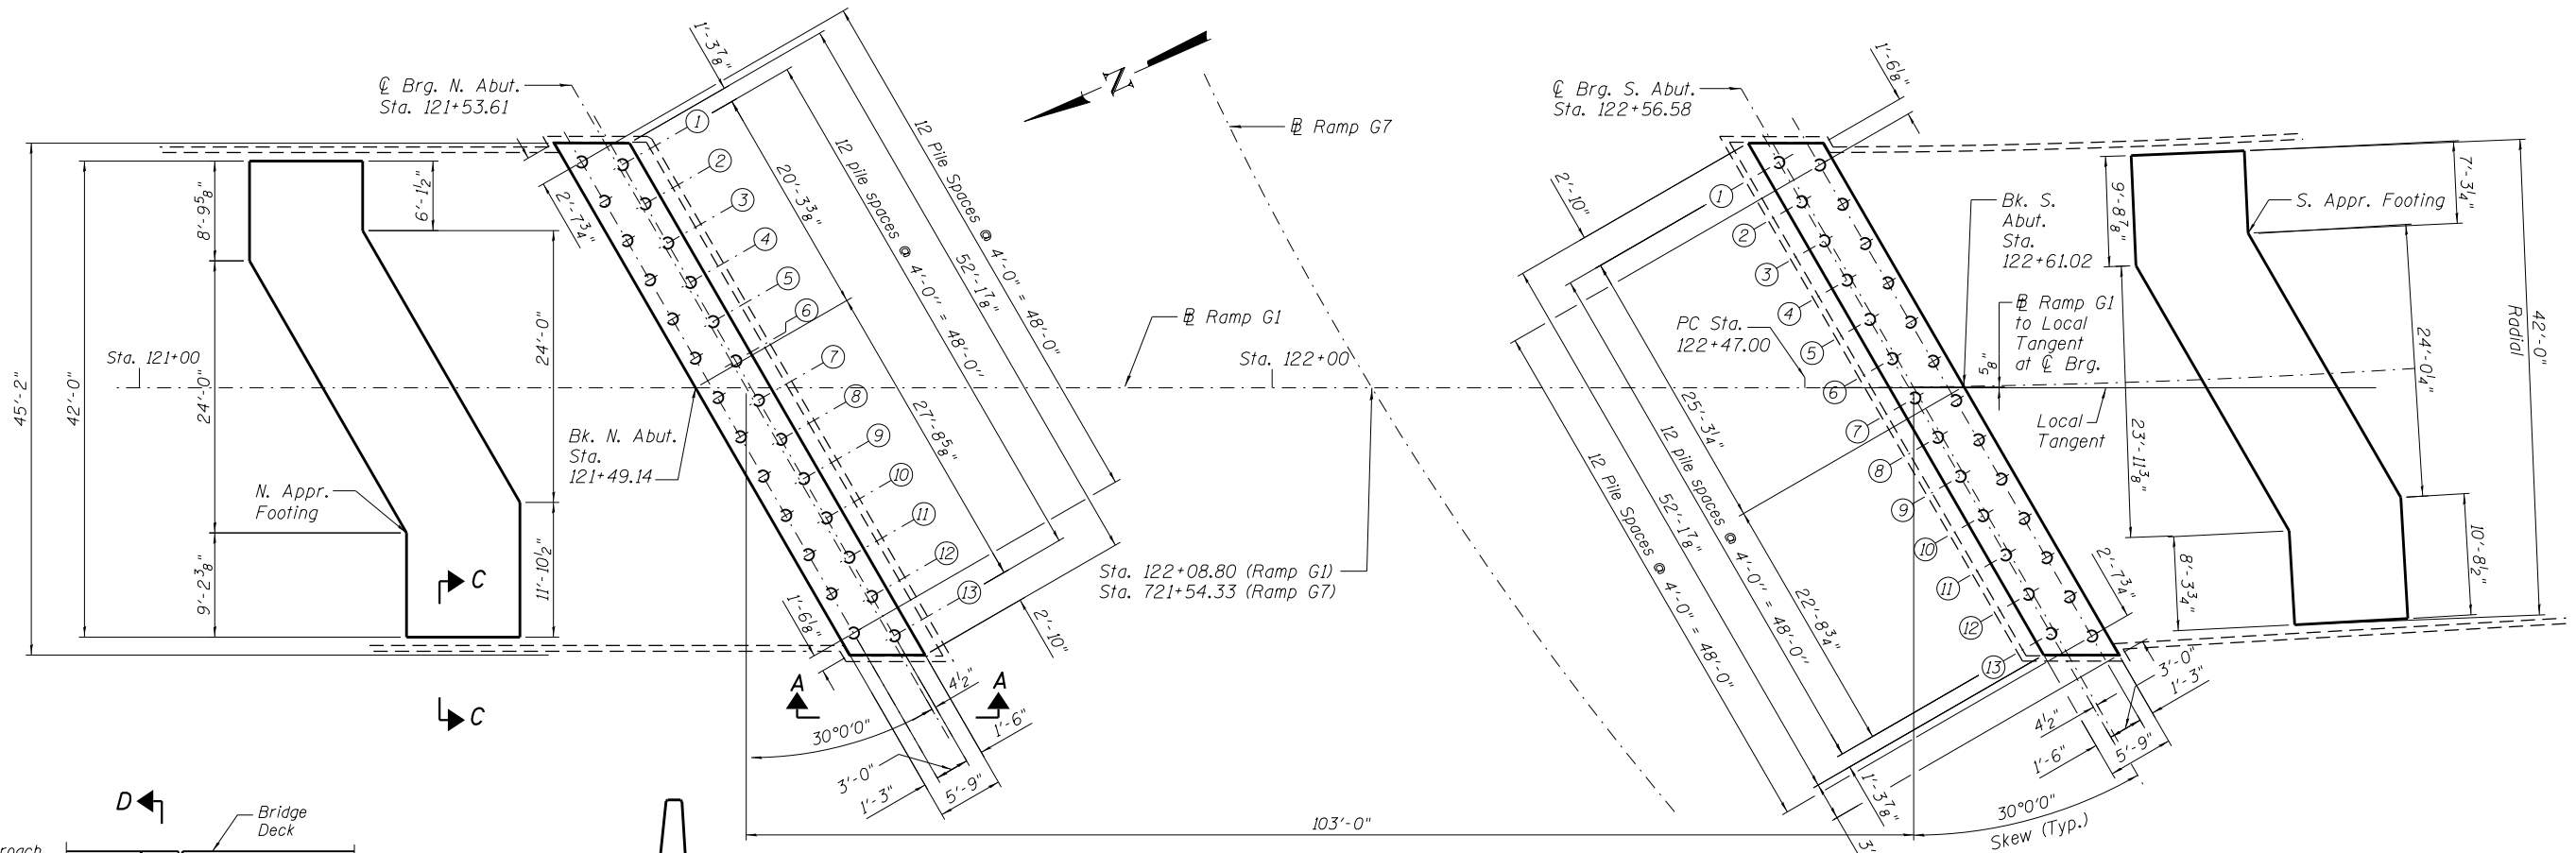 ℄ Brg. N. Abut.
Sta. 121+53.61
1'-3⅞"
12 Pile Spaces @ 4'-0" = 48'-0"
52'-1⅞"
12 pile spaces @ 4'-0'' = 48'-0''
20'-3⅜"
27'-8⅝"
2'-7¾"
1
2
3
4
5
6
7
8
9
10
11
12
13
N
℄ Brg. S. Abut.
Sta. 122+56.58
1'-6⅛"
B Ramp G7
45'-2"
42'-0"
8'-9⅝"
24'-0"
9'-2⅜"
6'-1½"
24'-0"
11'-10½"
Sta. 121+00
N. Appr.
Footing
Bk. N. Abut.
Sta.
121+49.14
B Ramp G1
Sta. 122+00
Sta. 122+08.80 (Ramp G1)
Sta. 721+54.33 (Ramp G7)
PC Sta.
122+47.00
2'-10"
1
2
3
4
5
6
7
8
9
10
11
12
13
25'-3¼"
22'-8¾"
12 pile spaces @ 4'-0'' = 48'-0''
52'-1⅞"
12 Pile Spaces @ 4'-0" = 48'-0"
Bk. S.
Abut.
Sta.
122+61.02
B Ramp G1
to Local
Tangent
at ℄ Brg.
⅝"
Local
Tangent
S. Appr. Footing
9'-8⅞"
23'-11⅜"
8'-3¾"
7'-3¼"
24'-0¼"
10'-8½"
42'-0"
Radial
2'-7¾"
C
C
A
A
1'-6⅛"
2'-10"
4½"
1'-6"
30°0'0"
3'-0"
1'-3"
5'-9"
103'-0"
1'-3⅞"
3'-0"
1'-3"
4½"
1'-6"
5'-9"
30°0'0"
Skew (Typ.)
D
Bridge
Deck